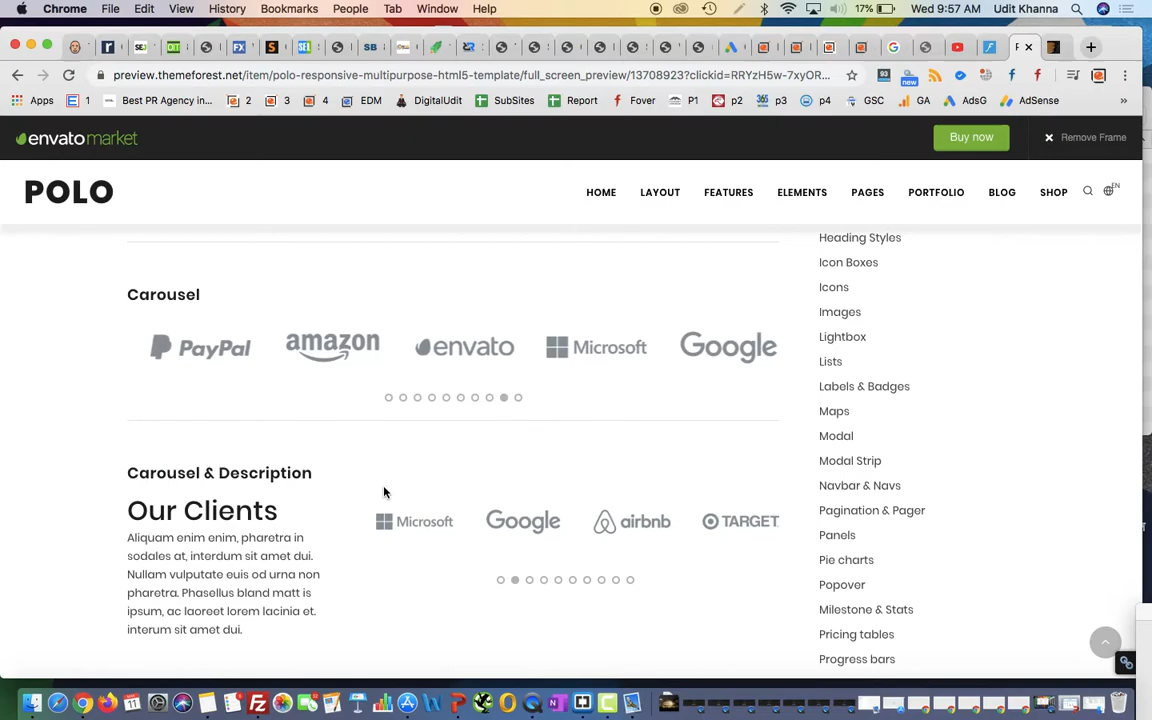 Chrome File Edit View History Bookmarks People Tab Window Help 17% Wed 9:57 AM Udit Khanna
preview.themeforest.net/item/polo-responsive-multipurpose-html5-template/full_screen_preview/13708923?clickid=RRYzH5w-7xyOR...
Apps 1 Best PR Agency in... 2 3 4 EDM DigitalUdit SubSites Report Fover P1 p2 p3 p4 GSC GA AdsG AdSense »
envatomarket Buy now Remove Frame
POLO HOME LAYOUT FEATURES ELEMENTS PAGES PORTFOLIO BLOG SHOP EN
Heading Styles
Icon Boxes
Icons
Images
Lightbox
Lists
Labels & Badges
Maps
Modal
Modal Strip
Navbar & Navs
Pagination & Pager
Panels
Pie charts
Popover
Milestone & Stats
Pricing tables
Progress bars
Carousel
PayPal amazon envato Microsoft Google
Carousel & Description
Our Clients
Aliquam enim enim, pharetra in
sodales at, interdum sit amet dui.
Nullam vulputate euis od urna non
pharetra. Phasellus bland matt is
ipsum, ac laoreet lorem lacinia et.
interum sit amet dui.
Microsoft Google airbnb TARGET